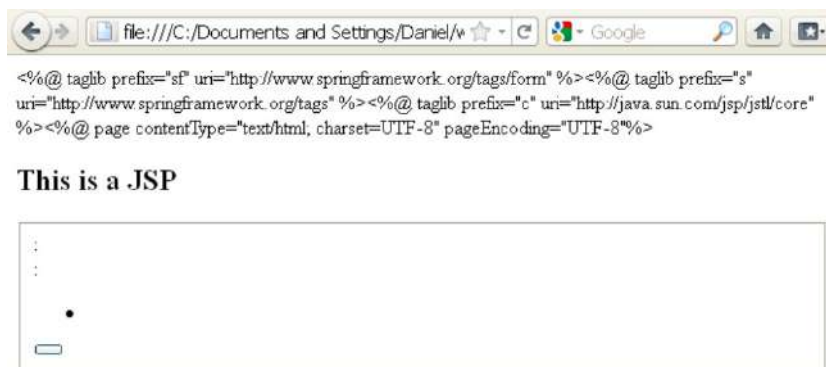 file:///C:/Documents and Settings/Daniel/
Google
<%@ taglib prefix="sf" uri="http://www.springframework.org/tags/form" %><%@ taglib prefix="s"
uri="http://www.springframework.org/tags" %><%@ taglib prefix="c" uri="http://java.sun.com/jsp/jstl/core"
%><%@ page contentType="text/html; charset=UTF-8" pageEncoding="UTF-8"%>
This is a JSP
:
: